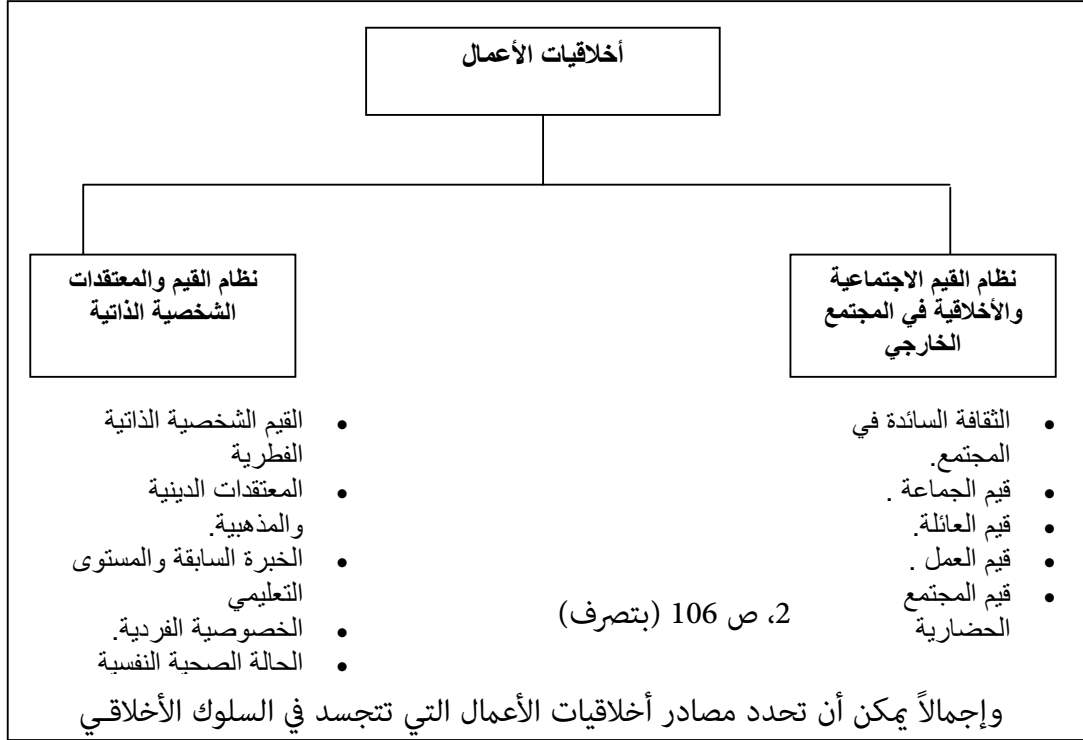 أخلاقيات الأعمال
نظام القيم الاجتماعية
والأخلاقية في المجتمع
الخارجي
• الثقافة السائدة في
المجتمع.
• قيم الجماعة .
• قيم العائلة.
• قيم العمل .
• قيم المجتمع
الحضارية
نظام القيم والمعتقدات
الشخصية الذاتية
• القيم الشخصية الذاتية
الفطرية
• المعتقدات الدينية
والمذهبية.
• الخبرة السابقة والمستوى
التعليمي
• الخصوصية الفردية.
• الحالة الصحية النفسية
2، ص 106 (بتصرف)
وإجمالاً يمكن أن تحدد مصادر أخلاقيات الأعمال التي تتجسد في السلوك الأخلاقـي